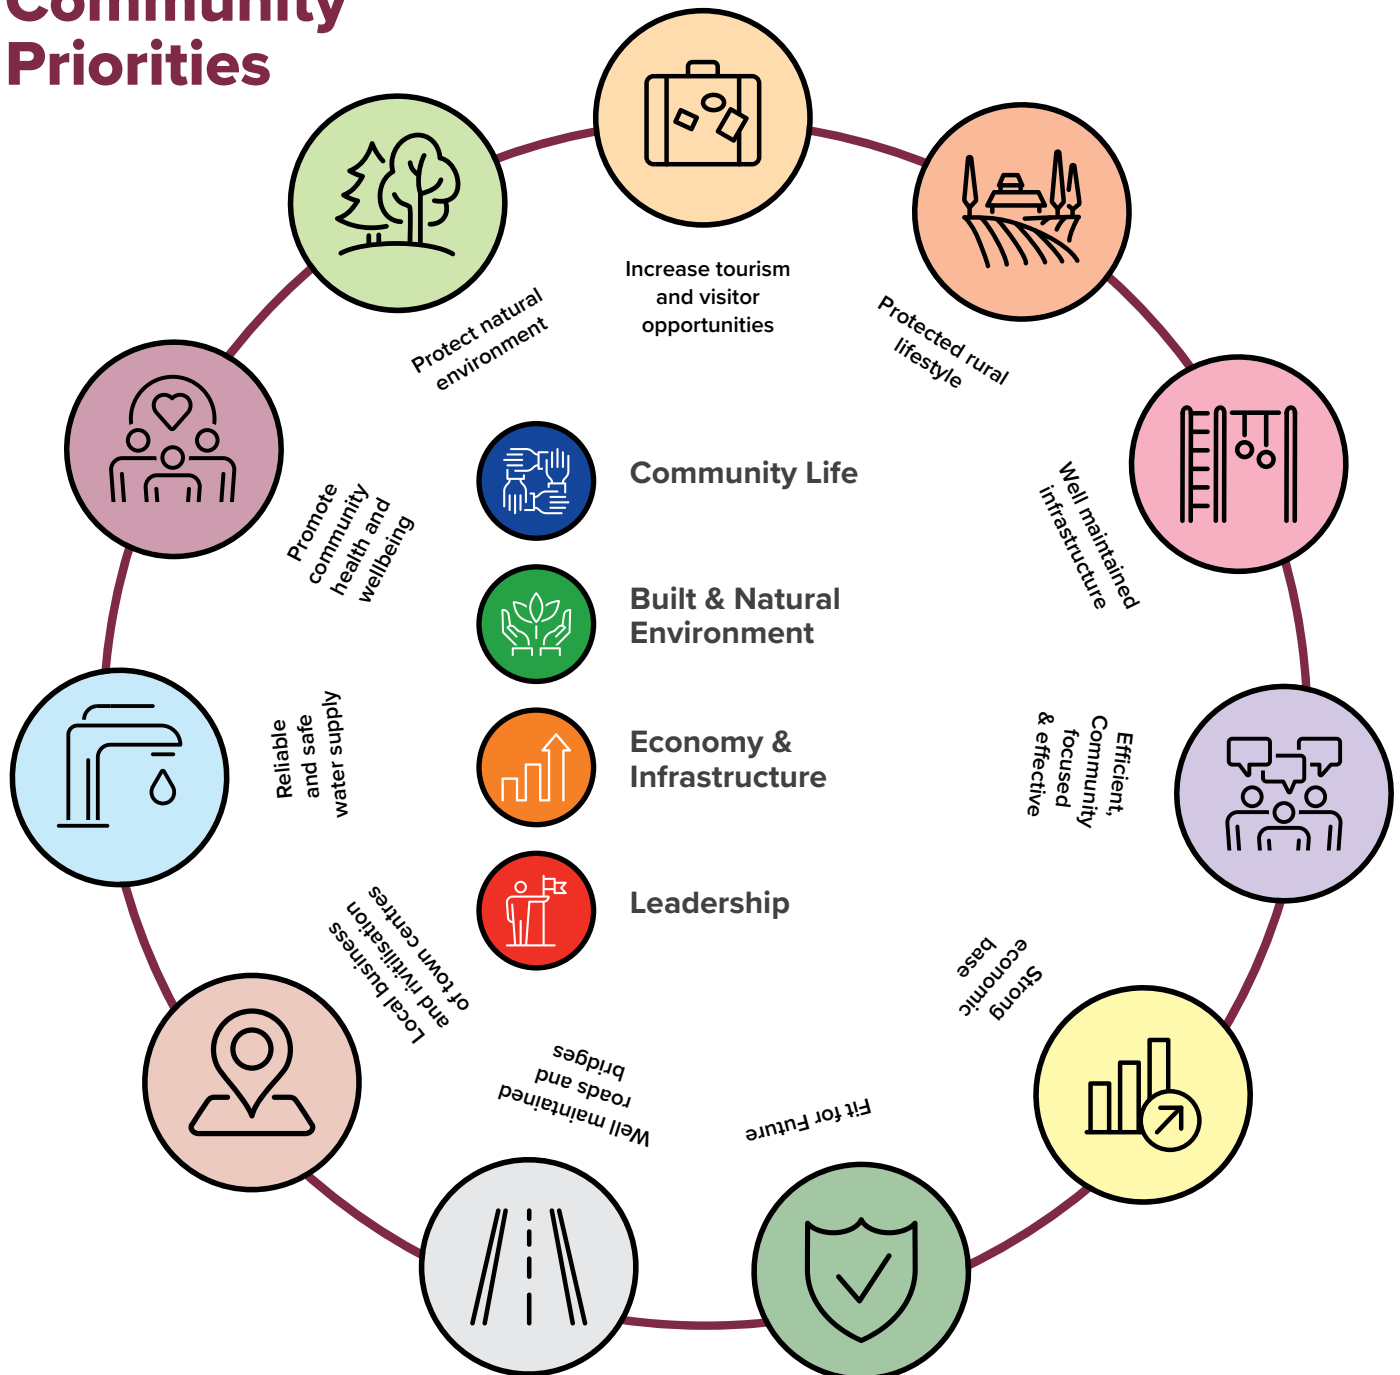 Community
Priorities
Increase tourism
and visitor
opportunities
Protected rural
lifestyle
Well maintained
infrastructure
Efficient,
Community
focused
& effective
Strong
economic
base
Fit for Future
Well maintained
roads and
bridges
Local business
and rivitilisation
of town centres
Reliable
and safe
water supply
Promote
community
health and
wellbeing
Protect natural
environment
Community Life
Built & Natural
Environment
Economy &
Infrastructure
Leadership